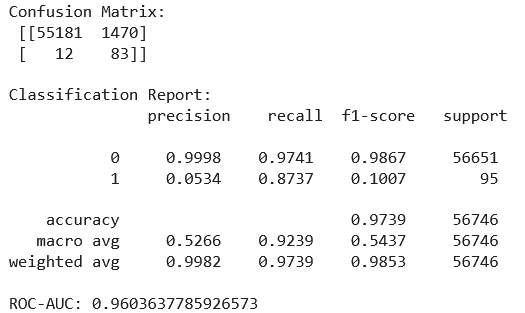 Confusion Matrix:
[[55181 1470]
[ 12 83]]
Classification Report:
precision recall f1-score support
0 0.9998 0.9741 0.9867 56651
1 0.0534 0.8737 0.1007 95
accuracy 0.9739 56746
macro avg 0.5266 0.9239 0.5437 56746
weighted avg 0.9982 0.9739 0.9853 56746
ROC-AUC: 0.9603637785926573